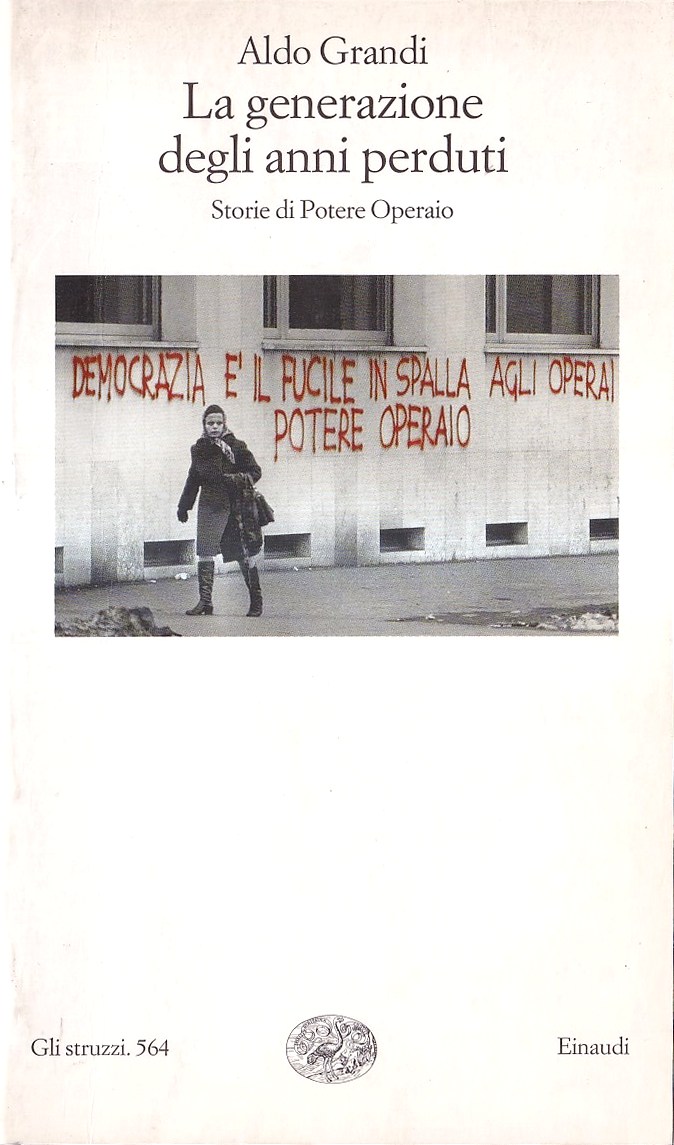 Aldo Grandi
La generazione
degli anni perduti
Storie di Potere Operaio
DEMOCRAZIA E' IL FUCILE IN SPALLA AGLI OPERAI
POTERE OPERAIO
Gli struzzi. 564
Einaudi